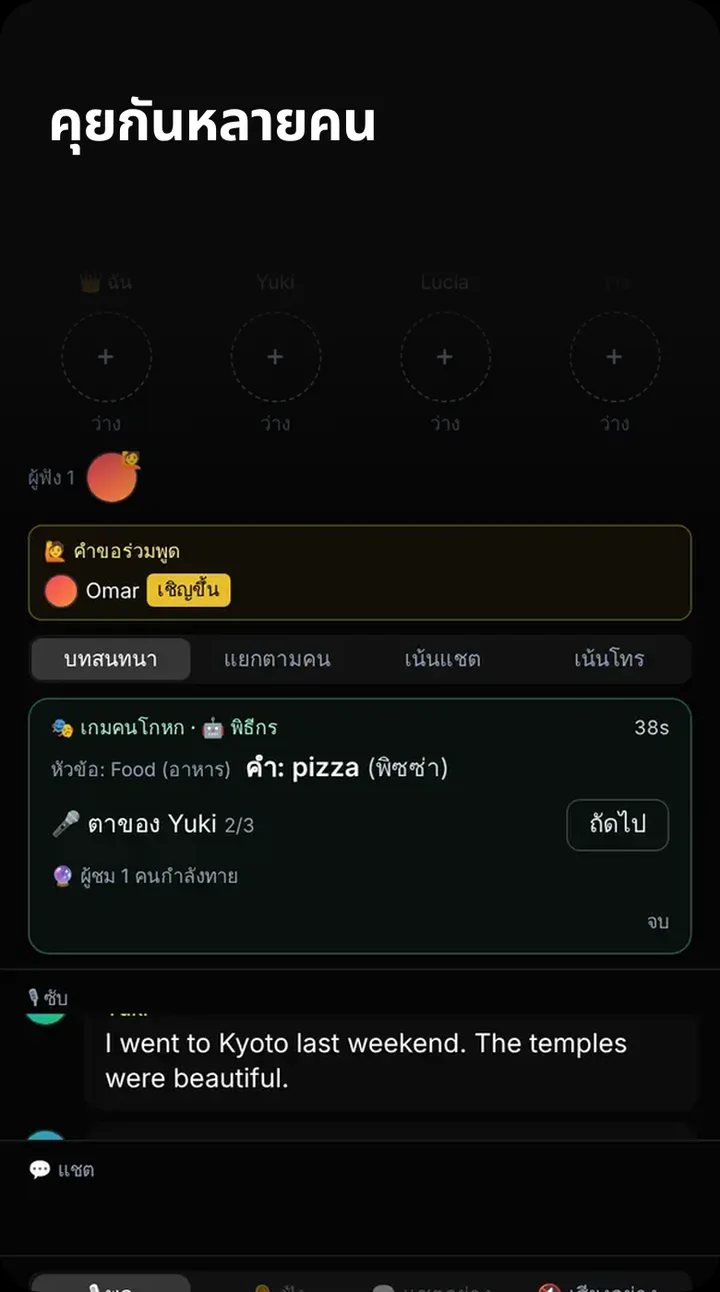 คุยกันหลายคน
👑 ฉัน Yuki Lucía
+ + + +
ว่าง ว่าง ว่าง ว่าง
ผู้ฟัง 1
🙋 คำขอร่วมพูด
Omar เชิญขึ้น
บทสนทนา แยกตามคน เน้นแชต เน้นโทร
🎭 เกมคนโกหก · 🤖 พิธีกร 38s
หัวข้อ: Food (อาหาร) คำ: pizza (พิซซ่า)
🎤 ตาของ Yuki 2/3 ถัดไป
🔮 ผู้ชม 1 คนกำลังทาย
จบ
🎙 ซับ
Yuki
I went to Kyoto last weekend. The temples
were beautiful.
💬 แชต